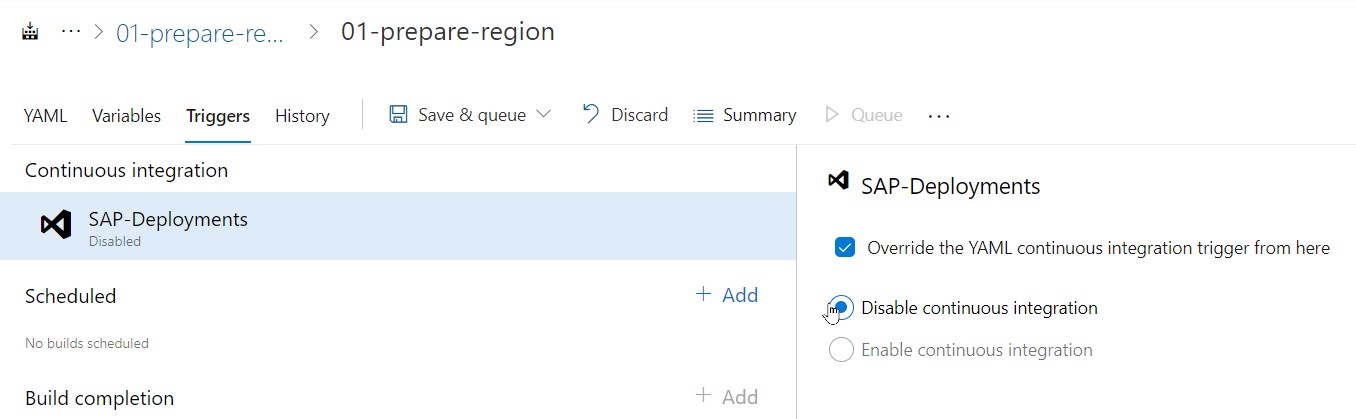 ... > 01-prepare-re... > 01-prepare-region
YAML Variables Triggers History Save & queue Discard Summary Queue ...
Continuous integration
SAP-Deployments
Disabled
Scheduled + Add
No builds scheduled
Build completion + Add
SAP-Deployments
Override the YAML continuous integration trigger from here
Disable continuous integration
Enable continuous integration